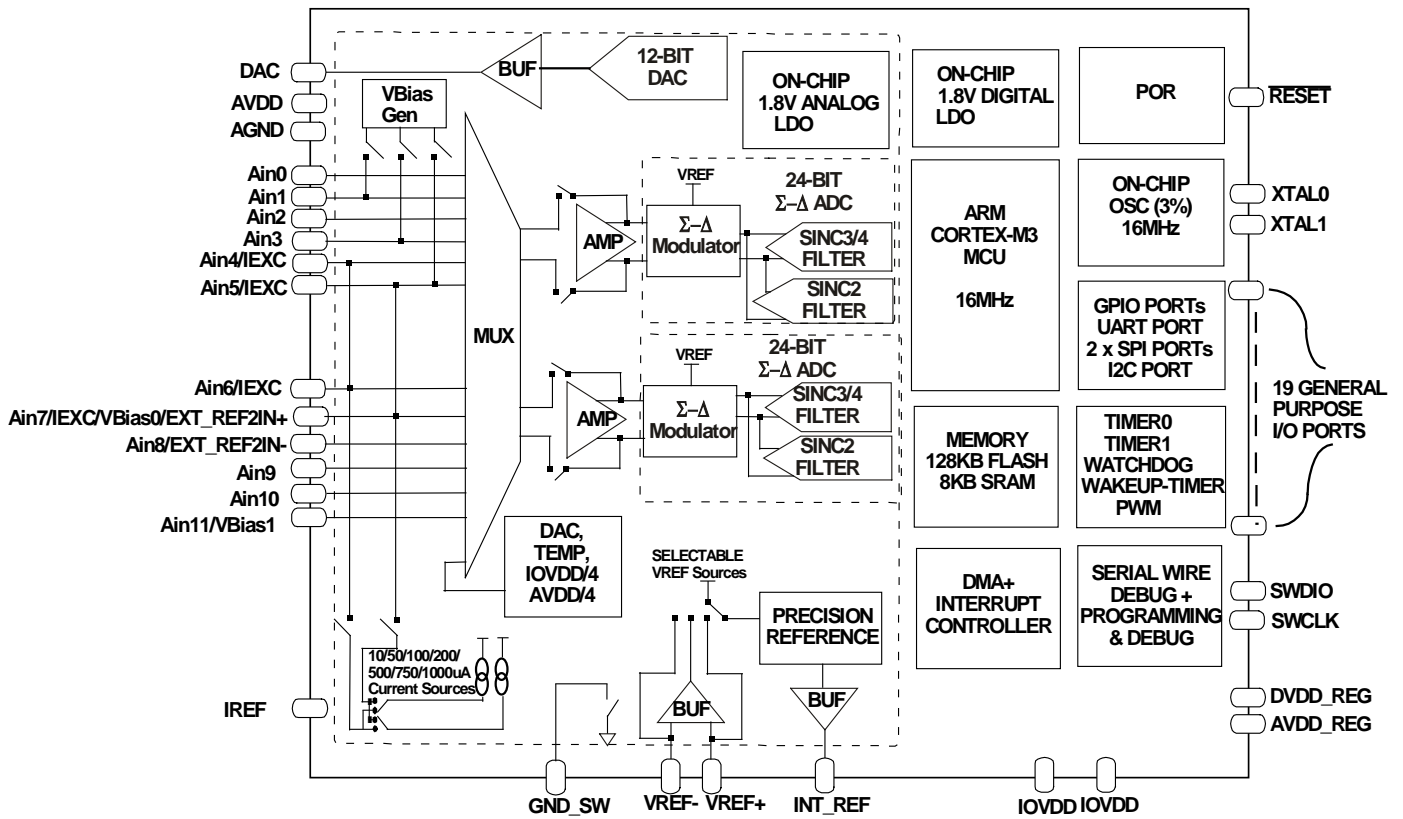 DAC
AVDD
AGND
Ain0
Ain1
Ain2
Ain3
Ain4/IEXC
Ain5/IEXC
Ain6/IEXC
Ain7/IEXC/VBias0/EXT_REF2IN+
Ain8/EXT_REF2IN-
Ain9
Ain10
Ain11/VBias1
IREF
VBias
Gen
BUF
12-BIT
DAC
ON-CHIP
1.8V ANALOG
LDO
MUX
AMP
VREF
Σ–Δ
Modulator
24-BIT
Σ–Δ ADC
SINC3/4
FILTER
SINC2
FILTER
AMP
VREF
Σ–Δ
Modulator
24-BIT
Σ–Δ ADC
SINC3/4
FILTER
SINC2
FILTER
DAC,
TEMP,
IOVDD/4
AVDD/4
SELECTABLE
VREF Sources
PRECISION
REFERENCE
BUF
BUF
10/50/100/200/
500/750/1000uA
Current Sources
ON-CHIP
1.8V DIGITAL
LDO
POR
ARM
CORTEX-M3
MCU
16MHz
ON-CHIP
OSC (3%)
16MHz
GPIO PORTs
UART PORT
2 x SPI PORTs
I2C PORT
MEMORY
128KB FLASH
8KB SRAM
TIMER0
TIMER1
WATCHDOG
WAKEUP-TIMER
PWM
DMA+
INTERRUPT
CONTROLLER
SERIAL WIRE
DEBUG +
PROGRAMMING
& DEBUG
RESET
XTAL0
XTAL1
19 GENERAL
PURPOSE
I/O PORTS
SWDIO
SWCLK
DVDD_REG
AVDD_REG
GND_SW
VREF-
VREF+
INT_REF
IOVDD
IOVDD